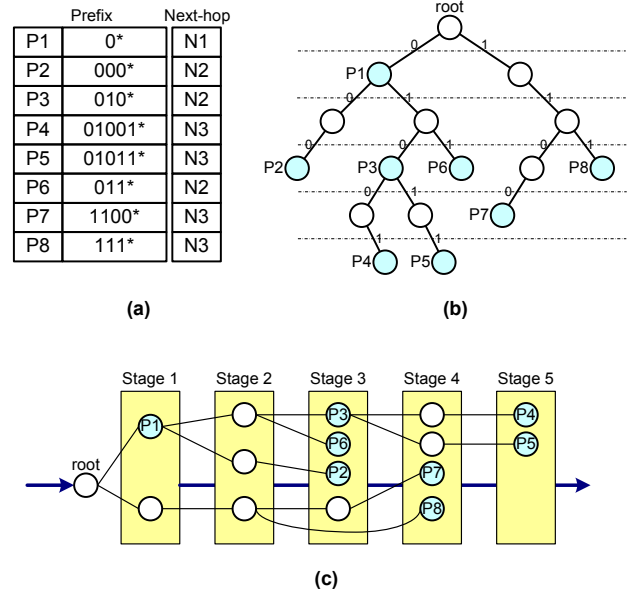 Prefix Next-hop
P1 0* N1
P2 000* N2
P3 010* N2
P4 01001* N3
P5 01011* N3
P6 011* N2
P7 1100* N3
P8 111* N3
(a)
root
0 1
P1
0 1 1
0 1 0 1
P2 P3 P6 P8
0 1 0
P7
1 1
P4 P5
(b)
Stage 1 Stage 2 Stage 3 Stage 4 Stage 5
P1 P3 P4
P6 P5
root P2 P7
P8
(c)